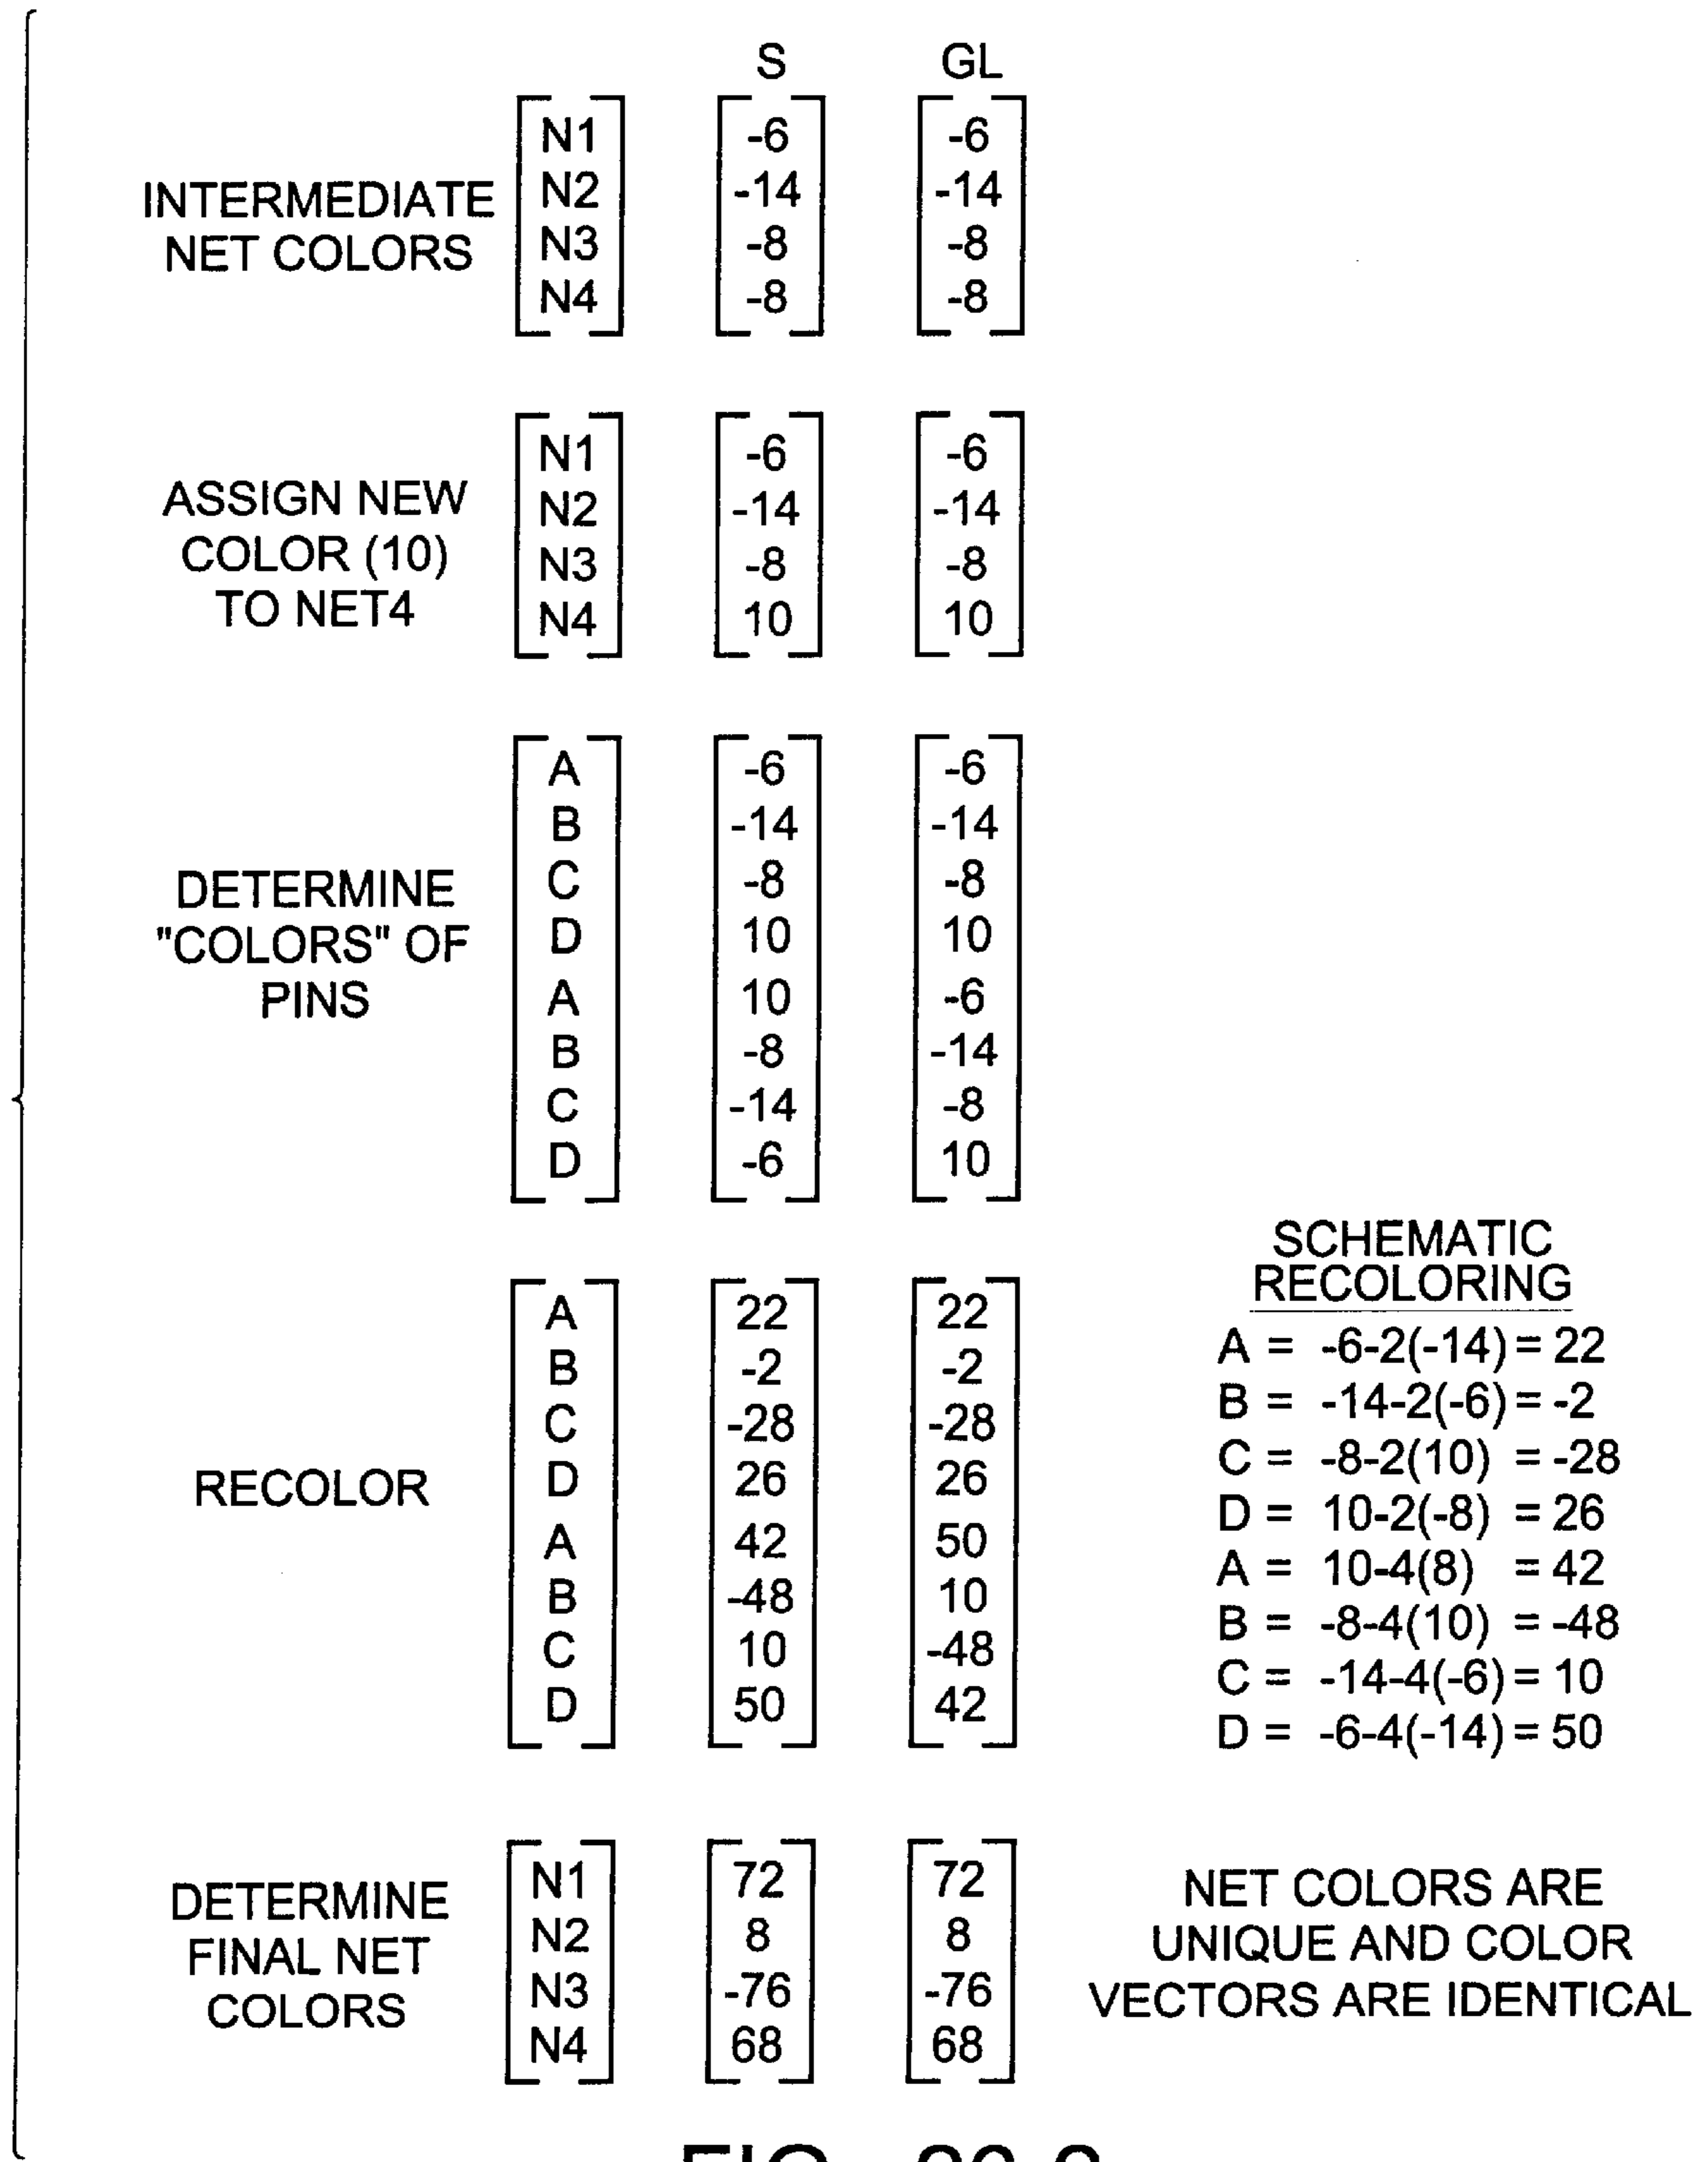 S GL
INTERMEDIATE
NET COLORS
N1 -6 -6
N2 -14 -14
N3 -8 -8
N4 -8 -8
ASSIGN NEW
COLOR (10)
TO NET4
N1 -6 -6
N2 -14 -14
N3 -8 -8
N4 10 10
DETERMINE
"COLORS" OF
PINS
A -6 -6
B -14 -14
C -8 -8
D 10 10
A 10 -6
B -8 -14
C -14 -8
D -6 10
RECOLOR
A 22 22
B -2 -2
C -28 -28
D 26 26
A 42 50
B -48 10
C 10 -48
D 50 42
SCHEMATIC
RECOLORING
A = -6-2(-14) = 22
B = -14-2(-6) = -2
C = -8-2(10) = -28
D = 10-2(-8) = 26
A = 10-4(8) = 42
B = -8-4(10) = -48
C = -14-4(-6) = 10
D = -6-4(-14) = 50
DETERMINE
FINAL NET
COLORS
N1 72 72
N2 8 8
N3 -76 -76
N4 68 68
NET COLORS ARE
UNIQUE AND COLOR
VECTORS ARE IDENTICAL